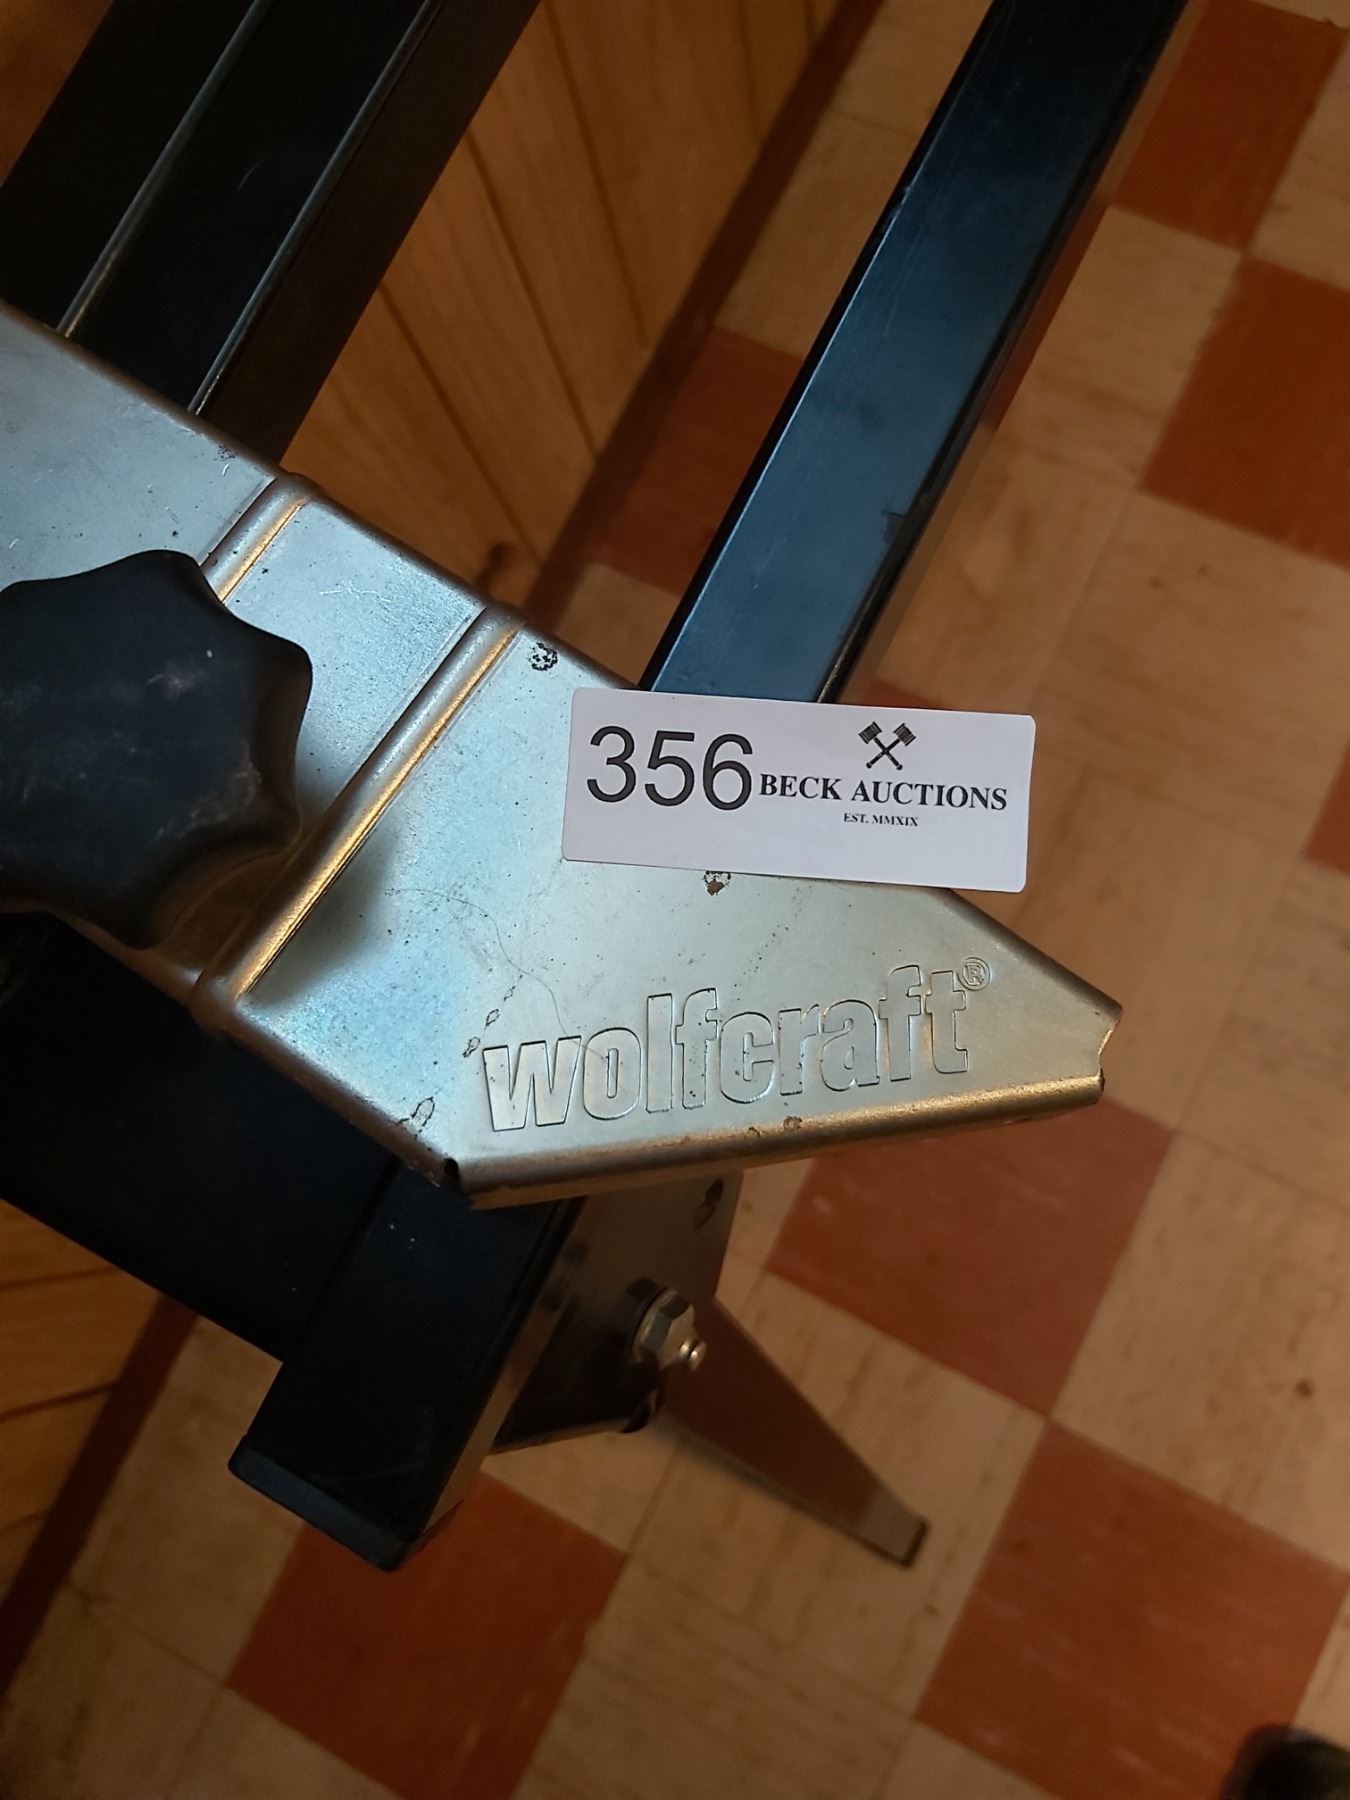 356
BECK AUCTIONS
EST. MMXIX
wolfcraft®